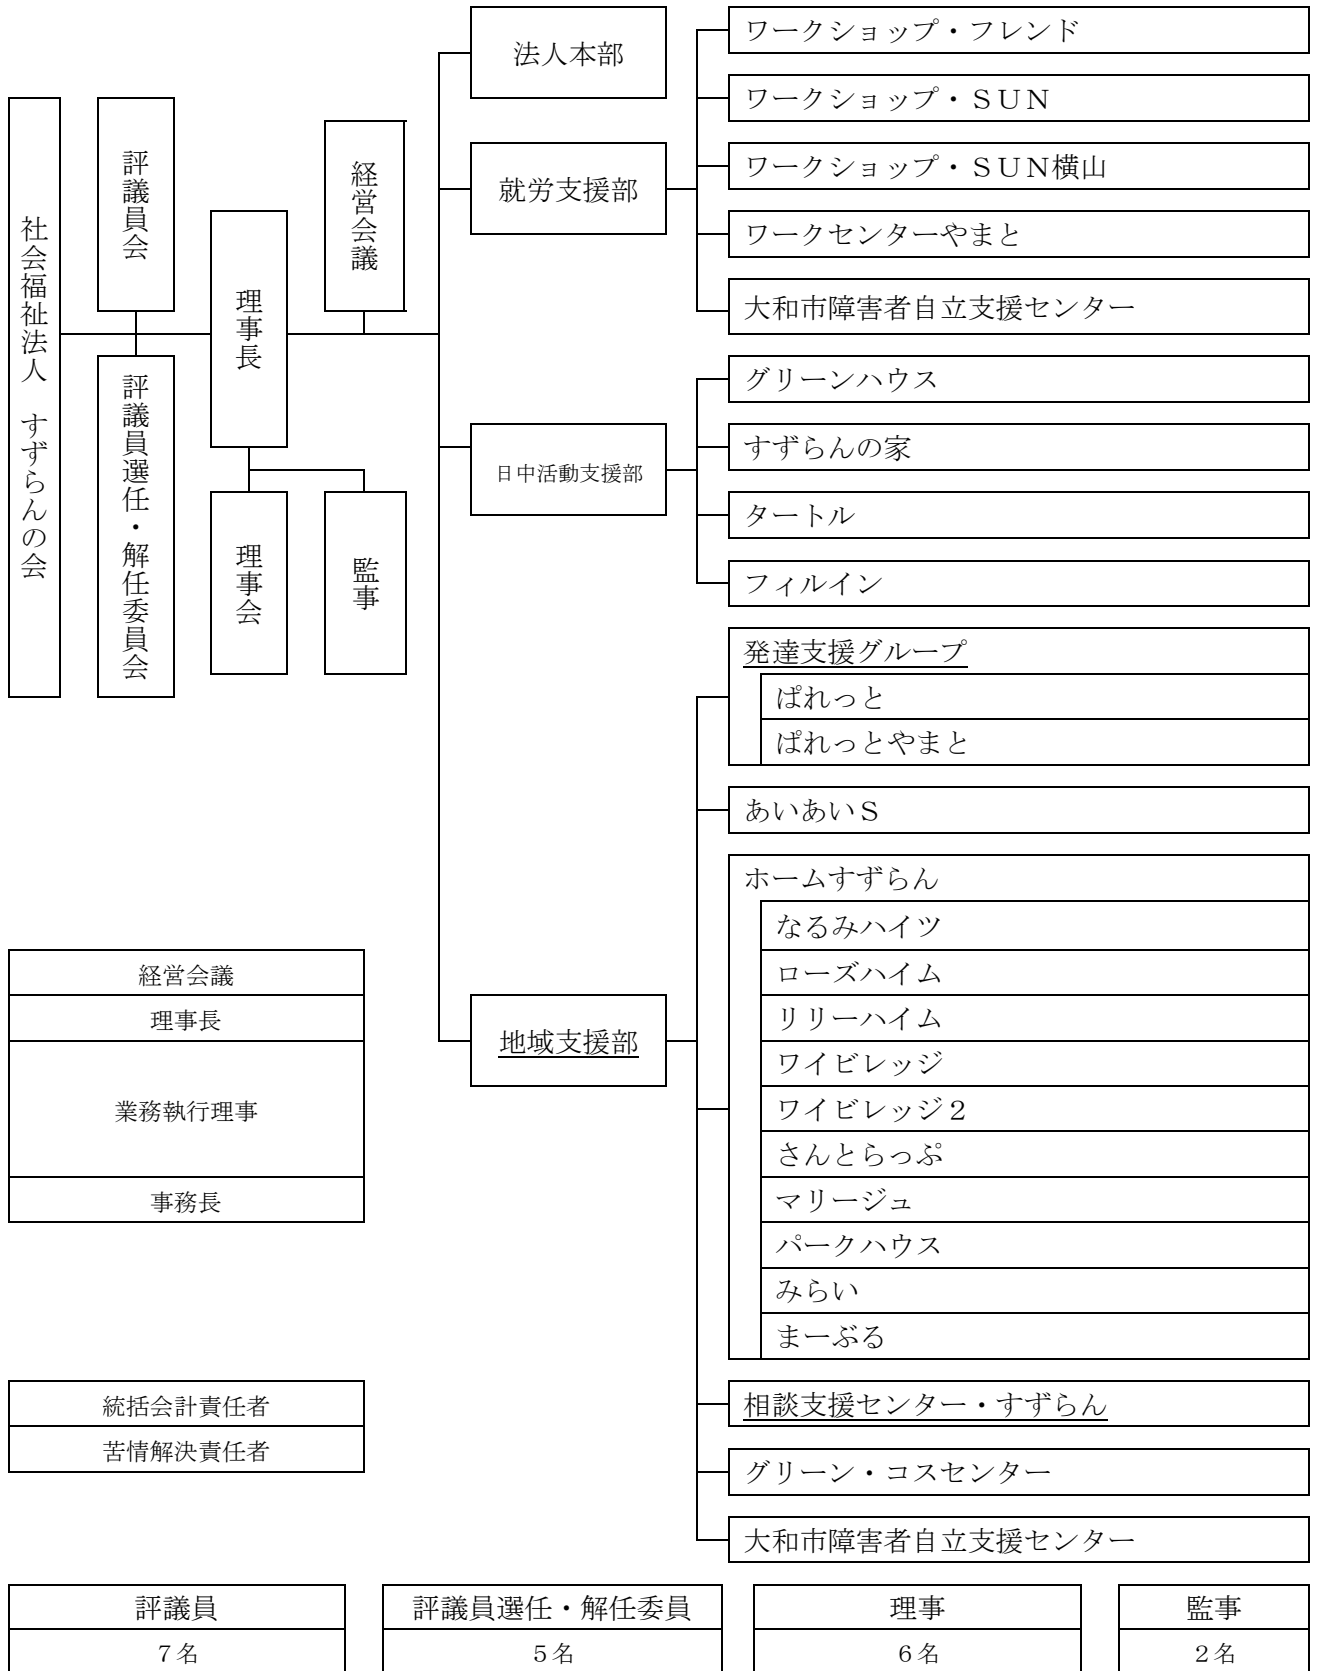 社会福祉法人　すずらんの会
評議員会
評議員選任・解任委員会
理事長
理事会
監事
経営会議
法人本部
就労支援部
ワークショップ・フレンド
ワークショップ・ＳＵＮ
ワークショップ・ＳＵＮ横山
ワークセンターやまと
大和市障害者自立支援センター
日中活動支援部
グリーンハウス
すずらんの家
タートル
フィルイン
地域支援部
発達支援グループ
ぱれっと
ぱれっとやまと
あいあいＳ
ホームすずらん
なるみハイツ
ローズハイム
リリーハイム
ワイビレッジ
ワイビレッジ２
さんとらっぷ
マリージュ
パークハウス
みらい
まーぶる
相談支援センター・すずらん
グリーン・コスセンター
大和市障害者自立支援センター
経営会議
理事長
業務執行理事
事務長
統括会計責任者
苦情解決責任者
評議員
７名
評議員選任・解任委員
５名
理事
６名
監事
２名